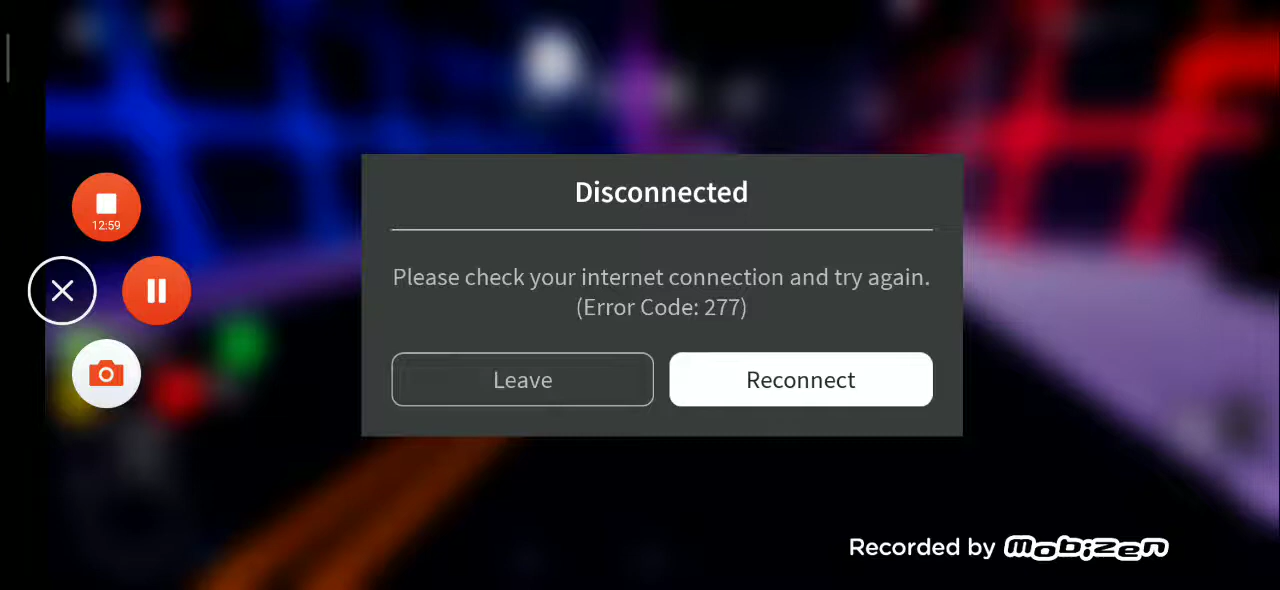 Disconnected
12:59
Please check your internet connection and try again.
(Error Code: 277)
Leave
Reconnect
Recorded by mobizen